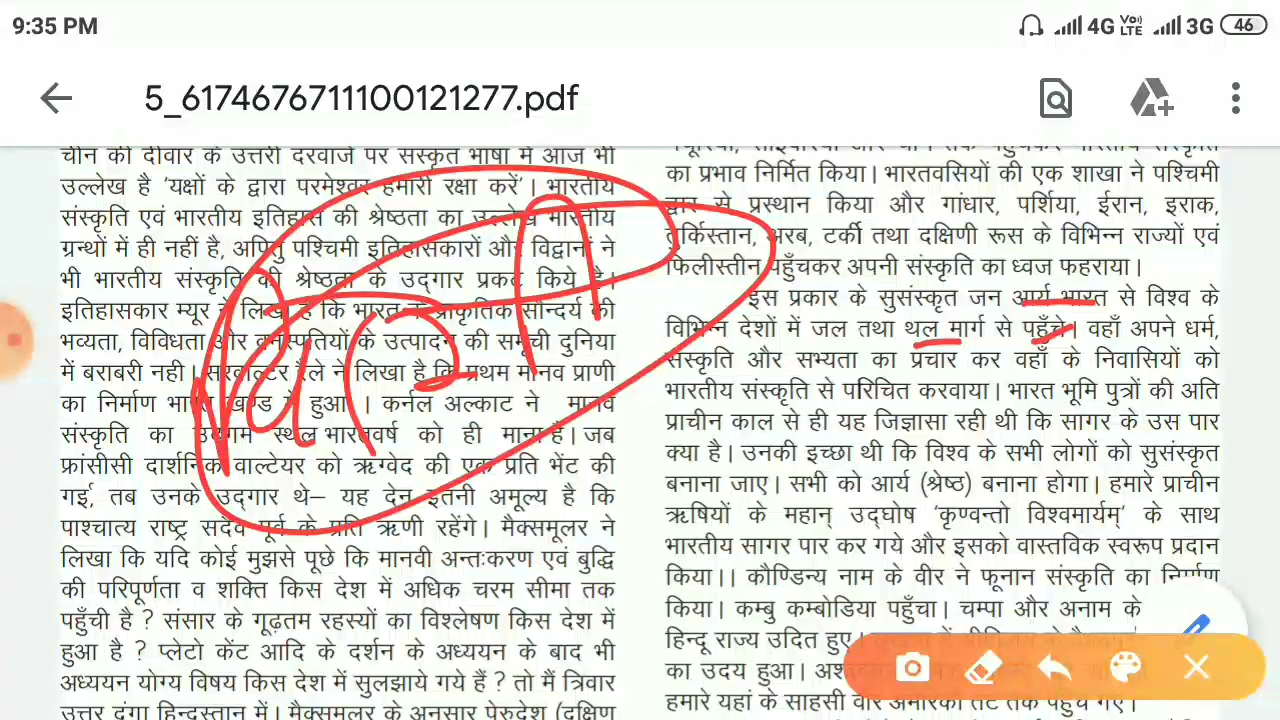 9:35 PM
4G VoLTE 3G 46
5_6174676711100121277.pdf
चीन की दीवार के उत्तरी दरवाजे पर संस्कृत भाषा में आज भी
उल्लेख है 'यक्षों के द्वारा परमेश्वर हमारी रक्षा करें'। भारतीय
संस्कृति एवं भारतीय इतिहास की श्रेष्ठता का उल्लेख भारतीय
ग्रन्थों में ही नहीं है, अपितु पश्चिमी इतिहासकारों और विद्वानों ने
भी भारतीय संस्कृति की श्रेष्ठता के उद्गार प्रकट किये है।
इतिहासकार म्यूर ने लिखा है कि भारत के प्राकृतिक सौन्दर्य की
भव्यता, विविधता और वनस्पतियों के उत्पादन की समूची दुनिया
में बराबरी नही। सरवाल्टर रैले ने लिखा है कि प्रथम मानव प्राणी
का निर्माण भारत खण्ड में हुआ । कर्नल अल्काट ने मानव
संस्कृति का उद्गम स्थल भारतवर्ष को ही माना है। जब
फ्रांसीसी दार्शनिक वाल्टेयर को ऋग्वेद की एक प्रति भेंट की
गई, तब उनके उद्गार थे– यह देन इतनी अमूल्य है कि
पाश्चात्य राष्ट्र सदैव पूर्व के प्रति ऋणी रहेंगे। मैक्समूलर ने
लिखा कि यदि कोई मुझसे पूछे कि मानवी अन्तःकरण एवं बुद्धि
की परिपूर्णता व शक्ति किस देश में अधिक चरम सीमा तक
पहुँची है ? संसार के गूढ़तम रहस्यों का विश्लेषण किस देश में
हुआ है ? प्लेटो केंट आदि के दर्शन के अध्ययन के बाद भी
अध्ययन योग्य विषय किस देश में सुलझाये गये हैं ? तो मैं त्रिवार
उत्तर दूंगा हिन्दुस्तान में। मैक्समूलर के अनुसार पेरुदेश (दक्षिण
का प्रभाव निर्मित किया। भारतवसियों की एक शाखा ने पश्चिमी
द्वार से प्रस्थान किया और गांधार, पर्शिया, ईरान, इराक,
तुर्किस्तान, अरब, टर्की तथा दक्षिणी रूस के विभिन्न राज्यों एवं
फिलीस्तीन पहुँचकर अपनी संस्कृति का ध्वज फहराया।
इस प्रकार के सुसंस्कृत जन आर्य भारत से विश्व के
विभिन्न देशों में जल तथा थल मार्ग से पहुँचे। वहाँ अपने धर्म,
संस्कृति और सभ्यता का प्रचार कर वहाँ के निवासियों को
भारतीय संस्कृति से परिचित करवाया। भारत भूमि पुत्रों की अति
प्राचीन काल से ही यह जिज्ञासा रही थी कि सागर के उस पार
क्या है। उनकी इच्छा थी कि विश्व के सभी लोगों को सुसंस्कृत
बनाना जाए। सभी को आर्य (श्रेष्ठ) बनाना होगा। हमारे प्राचीन
ऋषियों के महान् उद्घोष 'कृण्वन्तो विश्वमार्यम्' के साथ
भारतीय सागर पार कर गये और इसको वास्तविक स्वरूप प्रदान
किया।। कौण्डिन्य नाम के वीर ने फूनान संस्कृति का निर्माण
किया। कम्बु कम्बोडिया पहुँचा। चम्पा और अनाम के
हिन्दू राज्य उदित हुए।
का उदय हुआ।
हमारे यहां के साहसी वीर अमेरिका तट तक पहुंच गए।